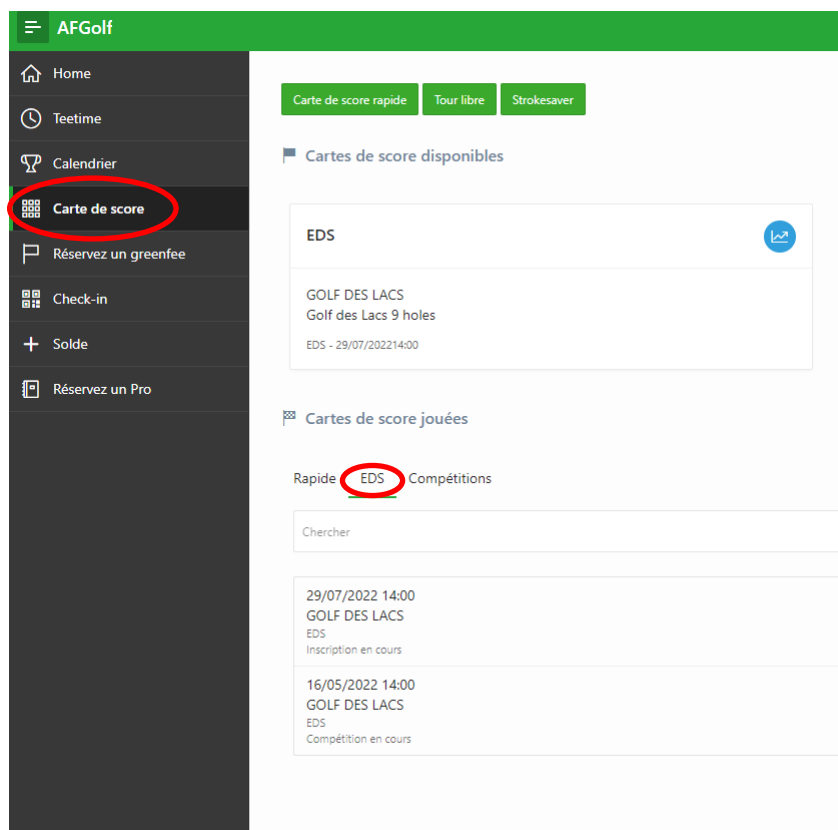 AFGolf
Home
Teetime
Calendrier
Carte de score
Réservez un greenfee
Check-in
Solde
Réservez un Pro
Carte de score rapide Tour libre Strokesaver
Cartes de score disponibles
EDS
GOLF DES LACS
Golf des Lacs 9 holes
EDS - 29/07/202214:00
Cartes de score jouées
Rapide EDS Compétitions
Chercher
29/07/2022 14:00
GOLF DES LACS
EDS
Inscription en cours
16/05/2022 14:00
GOLF DES LACS
EDS
Compétition en cours